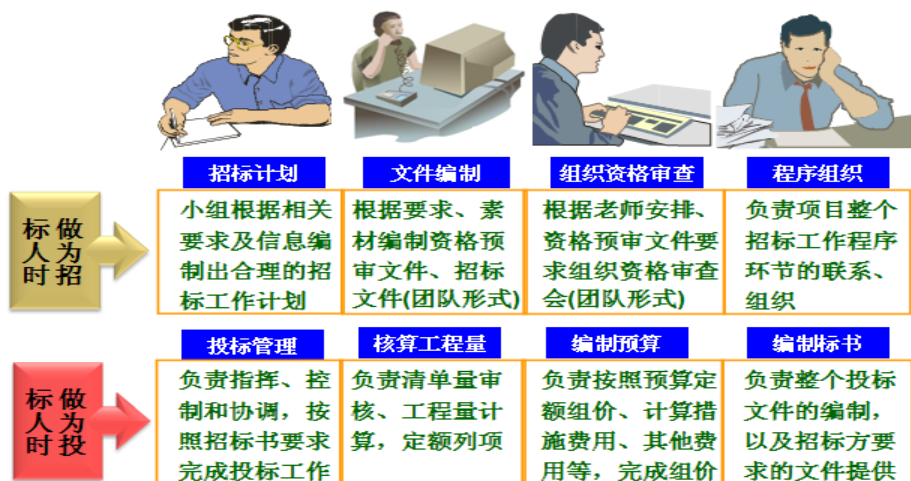 招标计划
文件编制
组织资格审查
程序组织
做为招
标人时
小组根据相关
要求及信息编
制出合理的招
标工作计划
根据要求、素
材编制资格预
审文件、招标
文件(团队形式)
根据老师安排、
资格预审文件要
求组织资格审查
会(团队形式)
负责项目整个
招标工作程序
环节的联系、
组织
投标管理
核算工程量
编制预算
编制标书
做为投
标人时
负责指挥、控
制和协调，按
照招标书要求
完成投标工作
负责清单量审
核、工程量计
算，定额列项
负责按照预算定
额组价、计算措
施费用、其他费
用等，完成组价
负责整个投标
文件的编制，
以及招标方要
求的文件提供